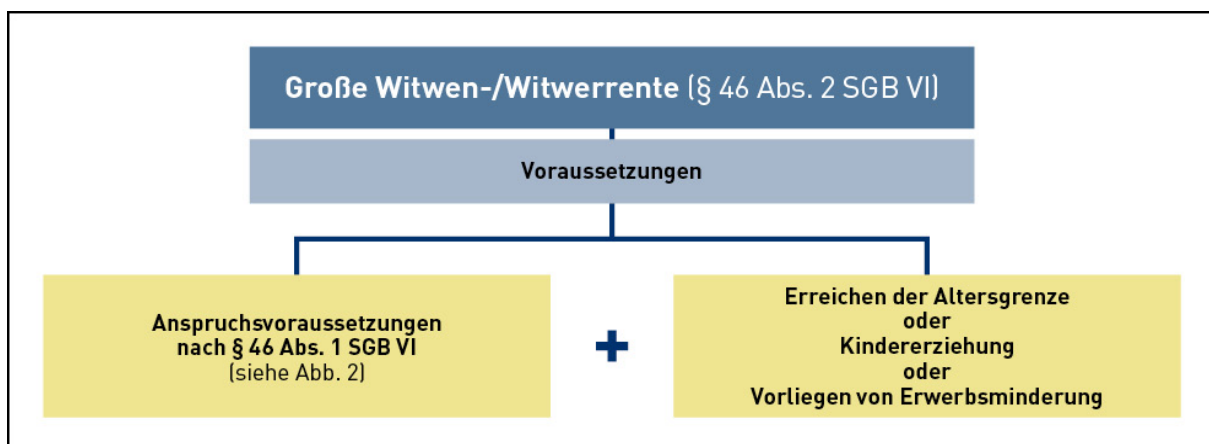 Große Witwen-/Witwerrente (§ 46 Abs. 2 SGB VI)
Voraussetzungen
Anspruchsvoraussetzungen
nach § 46 Abs. 1 SGB VI
(siehe Abb. 2)
+
Erreichen der Altersgrenze
oder
Kindererziehung
oder
Vorliegen von Erwerbsminderung